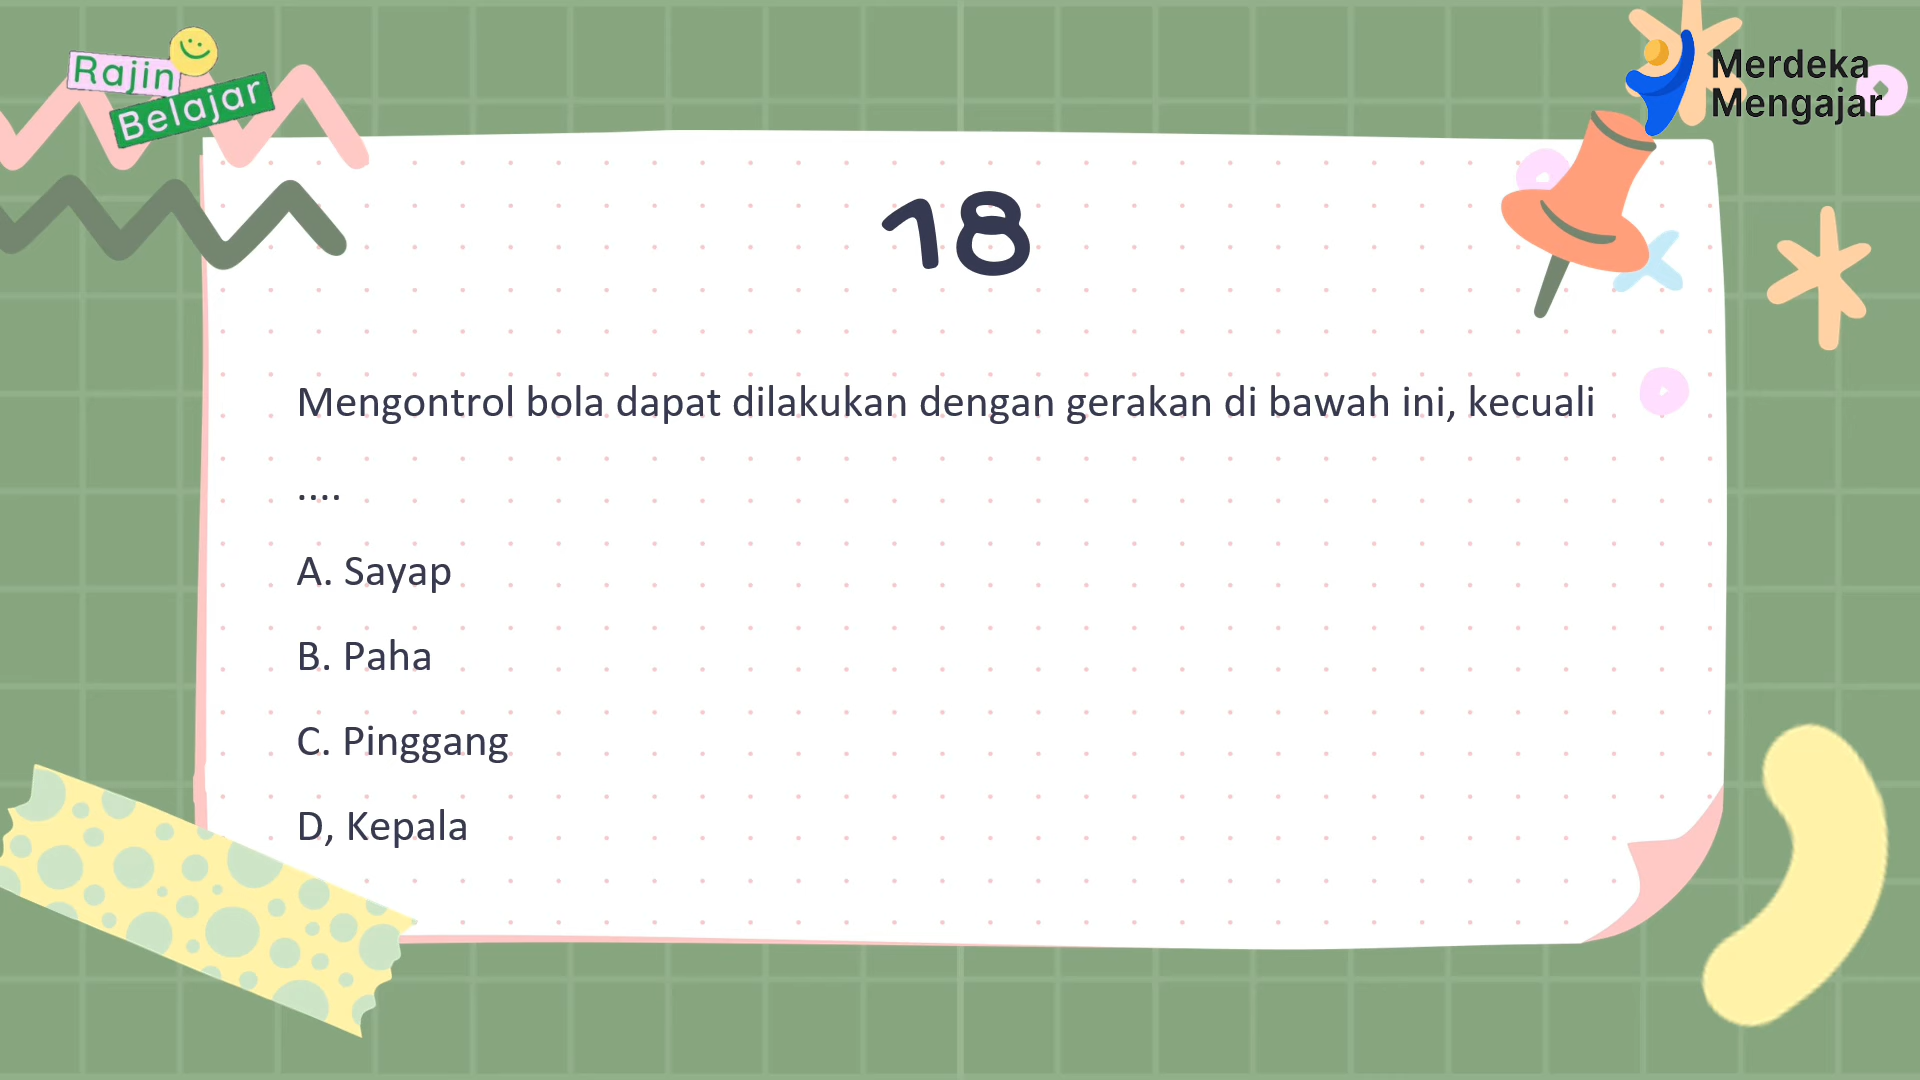 Rajin
Belajar
Merdeka
Mengajar
18
Mengontrol bola dapat dilakukan dengan gerakan di bawah ini, kecuali
....
A. Sayap
B. Paha
C. Pinggang
D, Kepala